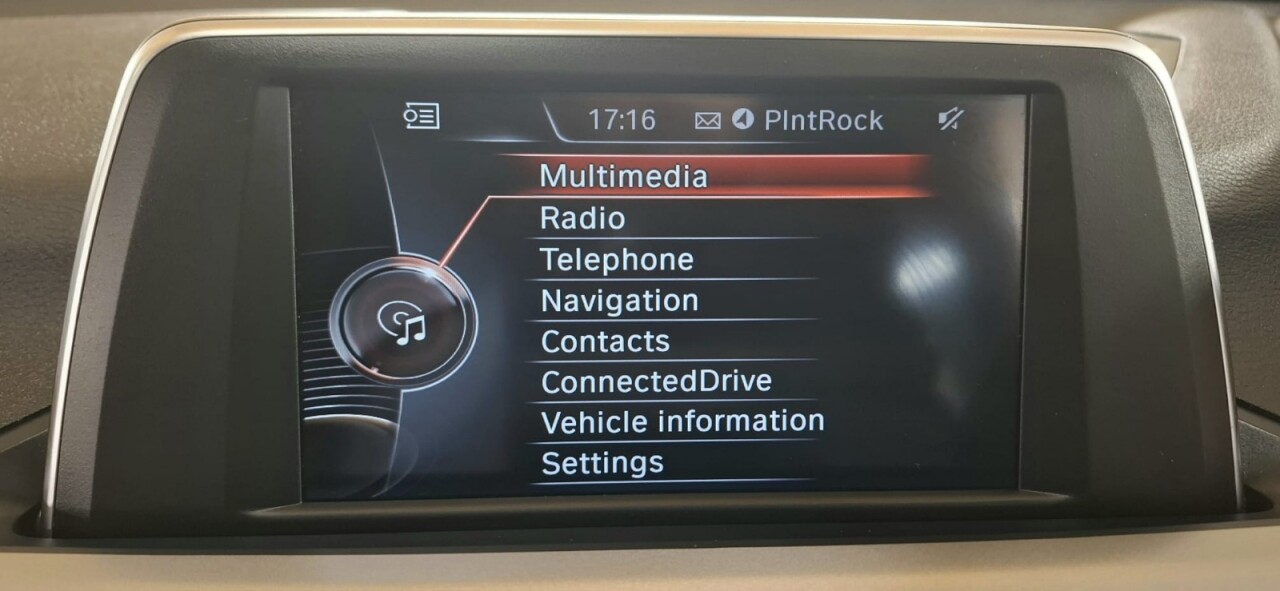 17:16 PlntRock
Multimedia
Radio
Telephone
Navigation
Contacts
ConnectedDrive
Vehicle information
Settings